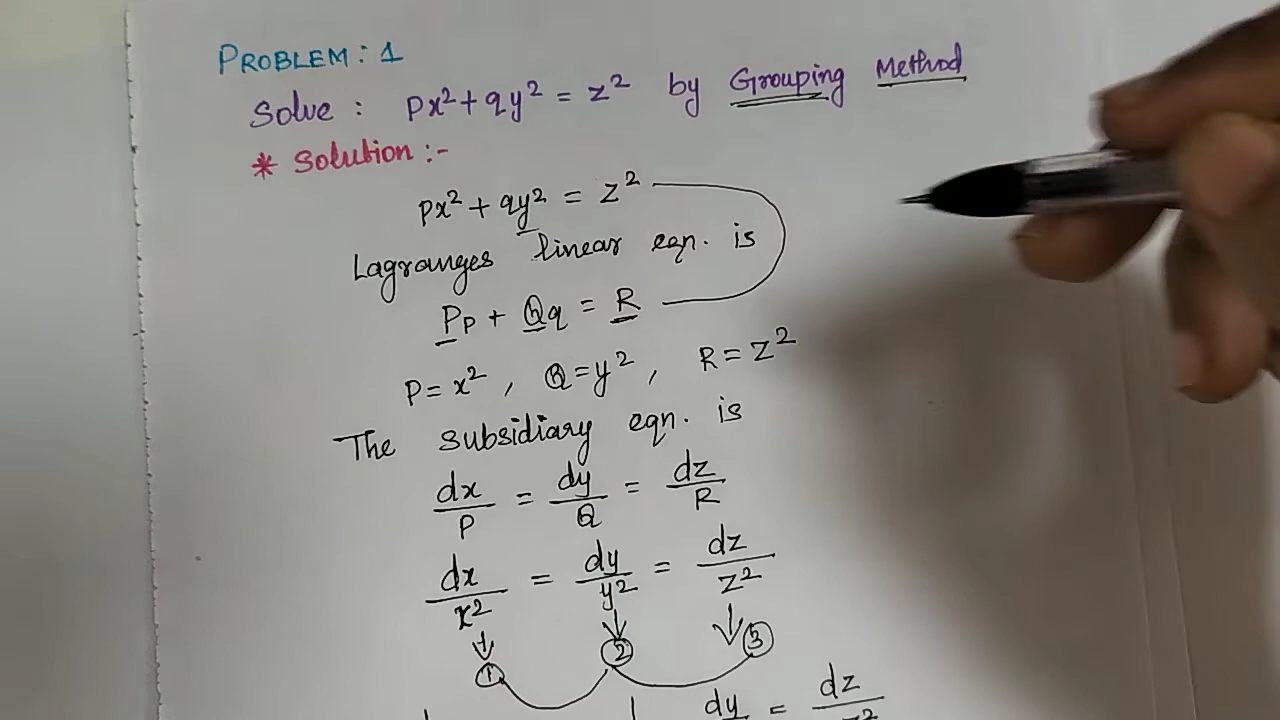 PROBLEM: 1
Solve : px² + qy² = z² by Grouping Method
* Solution :-
px² + qy² = z²
Lagranges linear eqn. is
Pp + Qq = R
P = x² , Q = y² , R = z²
The subsidiary eqn. is
dx/P = dy/Q = dz/R
dx/x² = dy/y² = dz/z²
① ② ③
dy = dz